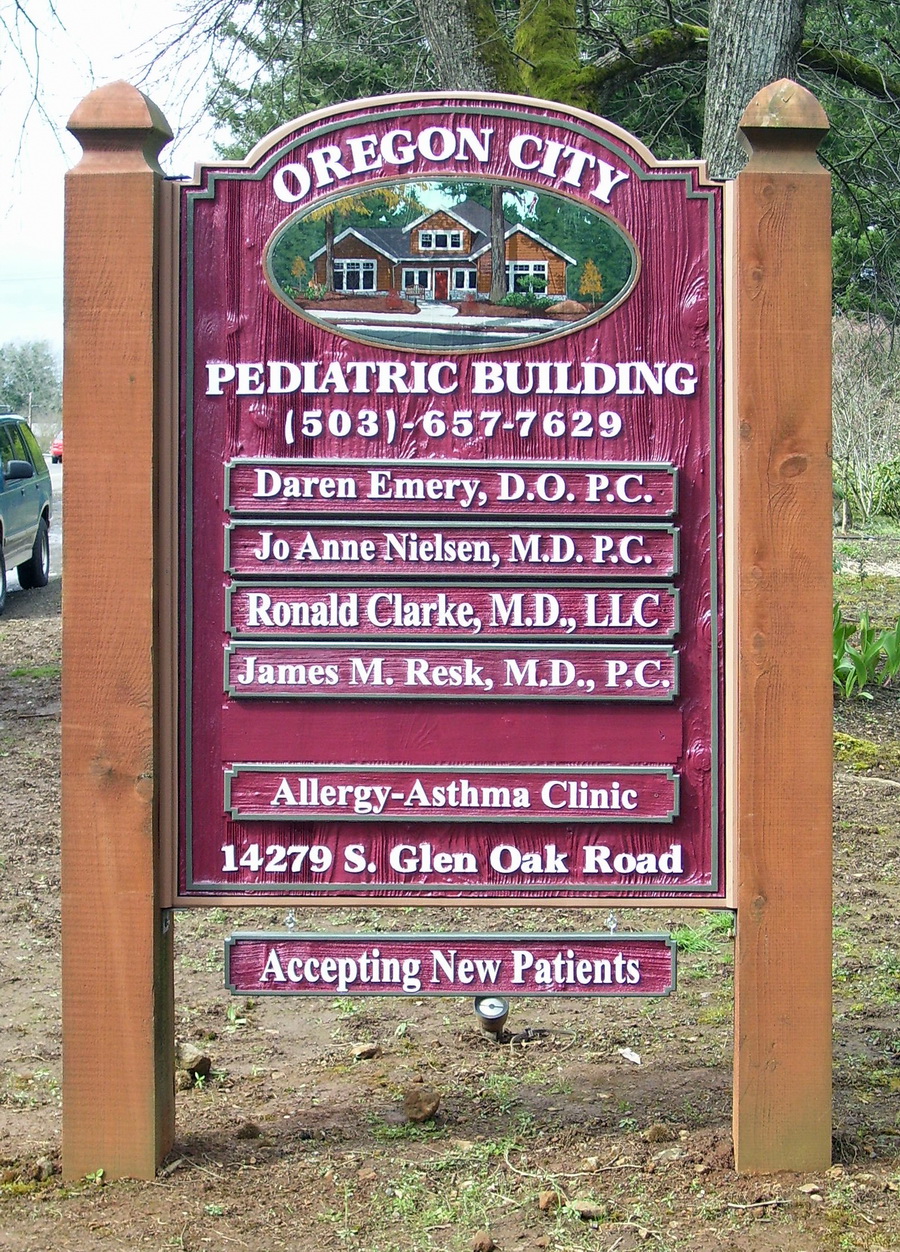 OREGON CITY
PEDIATRIC BUILDING
(503)-657-7629
Daren Emery, D.O. P.C.
Jo Anne Nielsen, M.D. P.C.
Ronald Clarke, M.D., LLC
James M. Resk, M.D., P.C.
Allergy-Asthma Clinic
14279 S. Glen Oak Road
Accepting New Patients